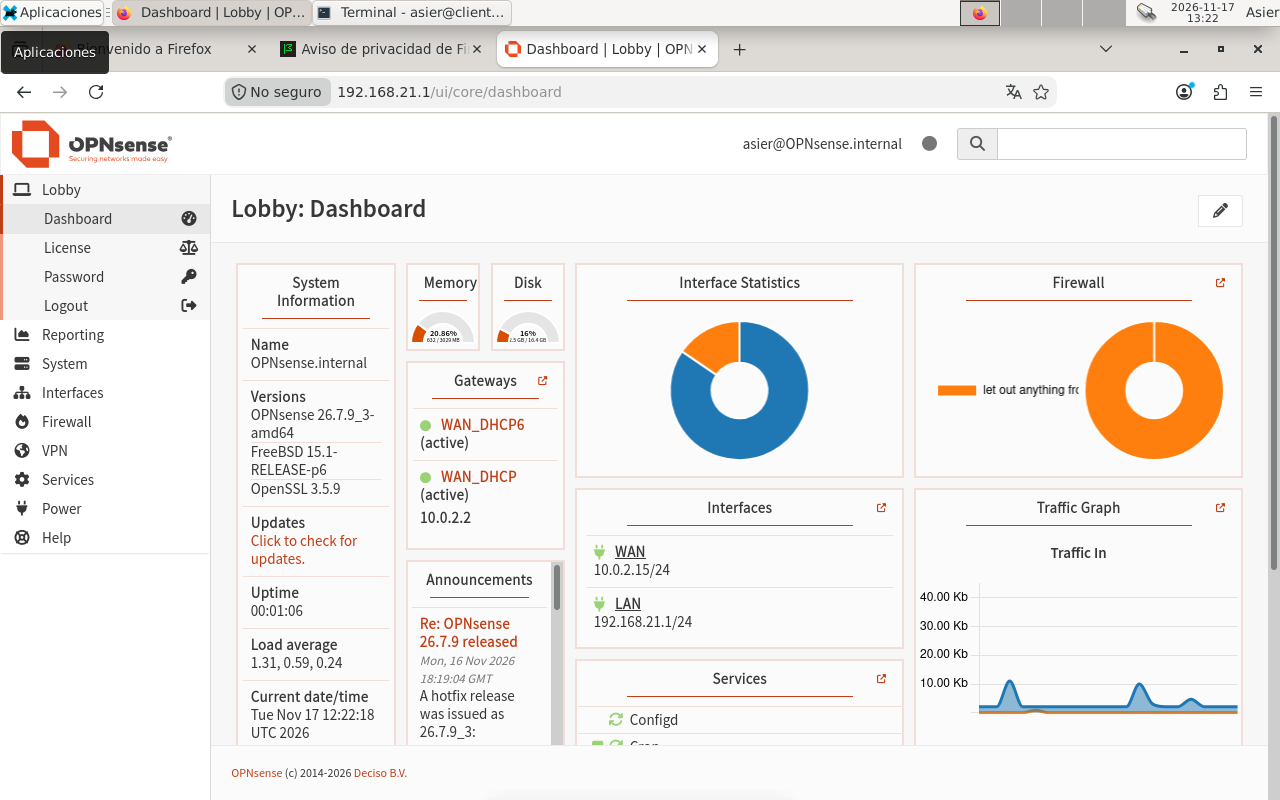 Aplicaciones
Dashboard | Lobby | OP...
Terminal - asier@client...
2026-11-17
13:22
Asier
Aplicaciones
envenido a Firefox
Aviso de privacidad de Fi
Dashboard | Lobby | OPN
No seguro
192.168.21.1/ui/core/dashboard
OPNsense®
Securing networks made easy
asier@OPNsense.internal
Lobby
Dashboard
License
Password
Logout
Reporting
System
Interfaces
Firewall
VPN
Services
Power
Help
Lobby: Dashboard
System
Information
Name
OPNsense.internal
Versions
OPNsense 26.7.9_3-
amd64
FreeBSD 15.1-
RELEASE-p6
OpenSSL 3.5.9
Updates
Click to check for
updates.
Uptime
00:01:06
Load average
1.31, 0.59, 0.24
Current date/time
Tue Nov 17 12:22:18
UTC 2026
Memory
20.86%
632 / 3029 MB
Disk
16%
/ 16.4 GB
Gateways
WAN_DHCP6
(active)
WAN_DHCP
(active)
10.0.2.2
Announcements
Re: OPNsense
26.7.9 released
Mon, 16 Nov 2026
18:19:04 GMT
A hotfix release
was issued as
26.7.9_3:
Interface Statistics
Interfaces
WAN
10.0.2.15/24
LAN
192.168.21.1/24
Services
Configd
Cron
Firewall
let out anything fro
Traffic Graph
Traffic In
40.00 Kb
30.00 Kb
20.00 Kb
10.00 Kb
OPNsense (c) 2014-2026 Deciso B.V.